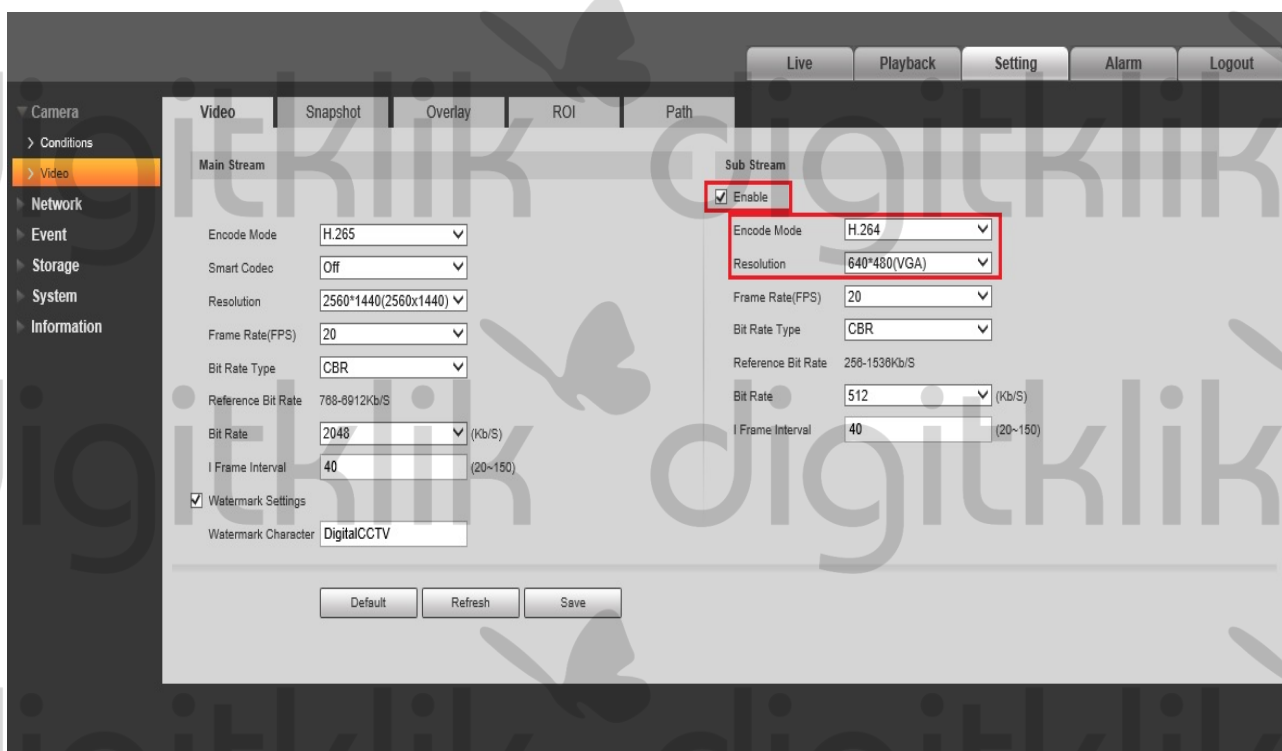 Live Playback Setting Alarm Logout
Camera
Conditions
Video
Network
Event
Storage
System
Information
Video Snapshot Overlay ROI Path
Main Stream
Encode Mode H.265
Smart Codec Off
Resolution 2560*1440(2560x1440)
Frame Rate(FPS) 20
Bit Rate Type CBR
Reference Bit Rate 768-6912Kb/S
Bit Rate 2048 (Kb/S)
I Frame Interval 40 (20~150)
Watermark Settings
Watermark Character DigitalCCTV
Default Refresh Save
Sub Stream
Enable
Encode Mode H.264
Resolution 640*480(VGA)
Frame Rate(FPS) 20
Bit Rate Type CBR
Reference Bit Rate 256-1536Kb/S
Bit Rate 512 (Kb/S)
I Frame Interval 40 (20~150)
digitklik
digitklik
digitklik
digitklik